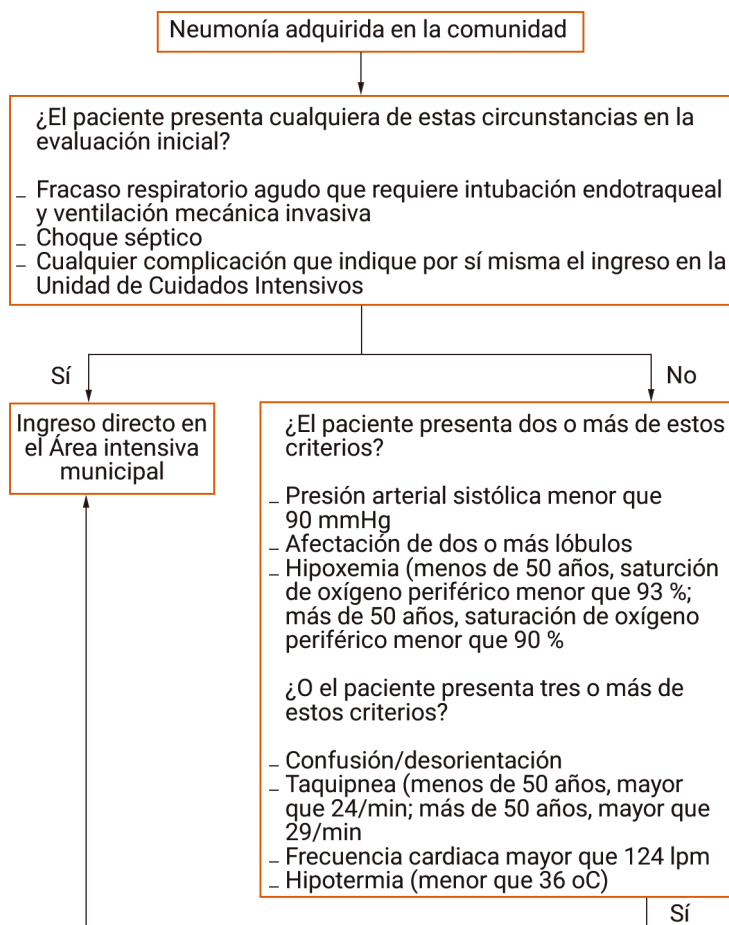 Neumonía adquirida en la comunidad
¿El paciente presenta cualquiera de estas circunstancias en la
evaluación inicial?
_ Fracaso respiratorio agudo que requiere intubación endotraqueal
y ventilación mecánica invasiva
_ Choque séptico
_ Cualquier complicación que indique por sí misma el ingreso en la
Unidad de Cuidados Intensivos
Sí
No
Ingreso directo en
el Área intensiva
municipal
¿El paciente presenta dos o más de estos
criterios?
_ Presión arterial sistólica menor que
90 mmHg
_ Afectación de dos o más lóbulos
_ Hipoxemia (menos de 50 años, saturción
de oxígeno periférico menor que 93 %;
más de 50 años, saturación de oxígeno
periférico menor que 90 %
¿O el paciente presenta tres o más de
estos criterios?
_ Confusión/desorientación
_ Taquipnea (menos de 50 años, mayor
que 24/min; más de 50 años, mayor que
29/min
_ Frecuencia cardiaca mayor que 124 lpm
_ Hipotermia (menor que 36 oC)
Sí